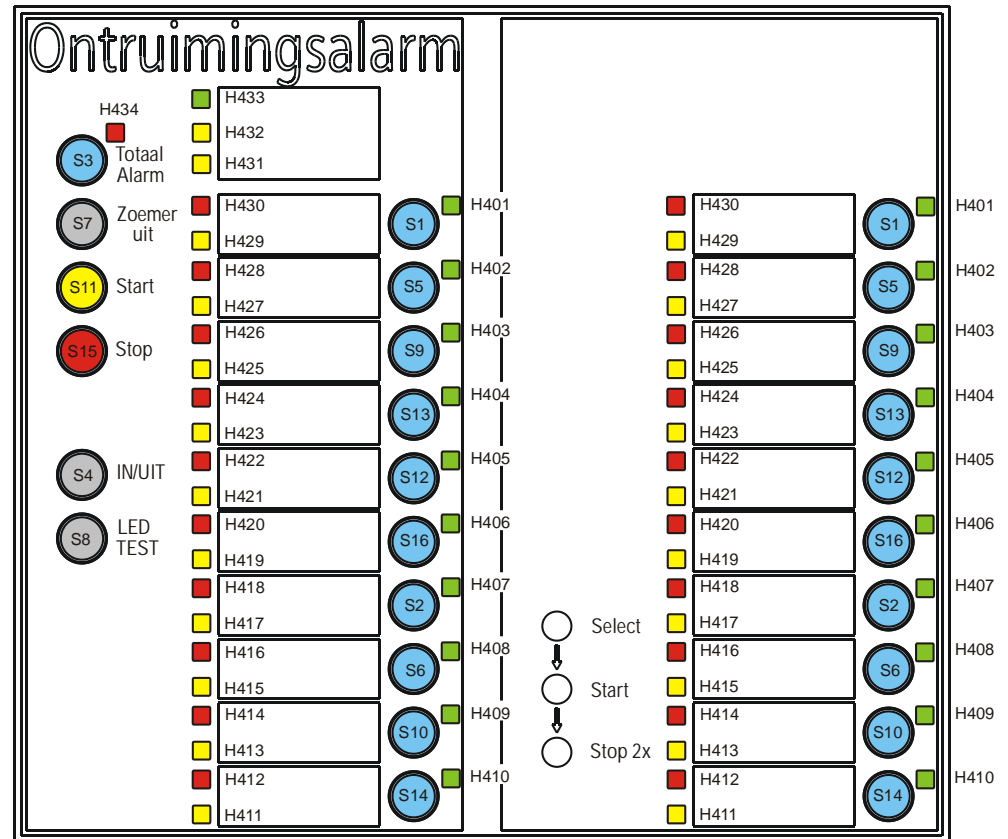 Ontruimingsalarm
H434
S3
Totaal
Alarm
S7
Zoemer
uit
S11
Start
S15
Stop
S4
IN/UIT
S8
LED
TEST
H433
H432
H431
H430
H429
S1
H401
H428
H427
S5
H402
H426
H425
S9
H403
H424
H423
S13
H404
H422
H421
S12
H405
H420
H419
S16
H406
H418
H417
S2
H407
H416
H415
S6
H408
H414
H413
S10
H409
H412
H411
S14
H410
Select
Start
Stop 2x
H430
H429
S1
H401
H428
H427
S5
H402
H426
H425
S9
H403
H424
H423
S13
H404
H422
H421
S12
H405
H420
H419
S16
H406
H418
H417
S2
H407
H416
H415
S6
H408
H414
H413
S10
H409
H412
H411
S14
H410